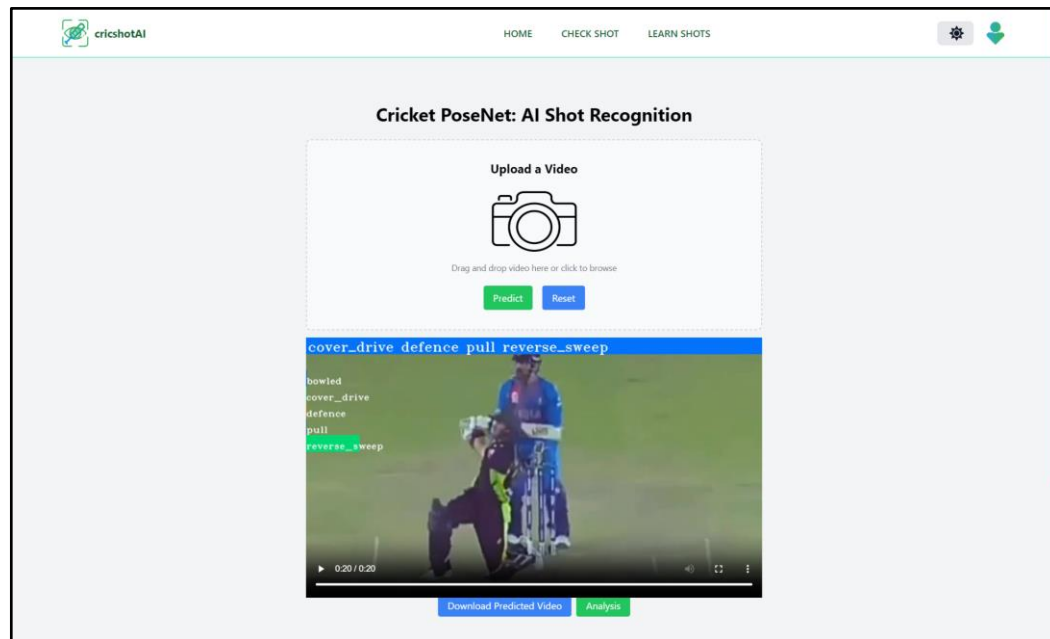 cricshotAI
HOME CHECK SHOT LEARN SHOTS
Cricket PoseNet: AI Shot Recognition
Upload a Video
Drag and drop video here or click to browse
Predict Reset
cover_drive defence pull reverse_sweep
bowled
cover_drive
defence
pull
reverse_sweep
0:20 / 0:20
Download Predicted Video Analysis